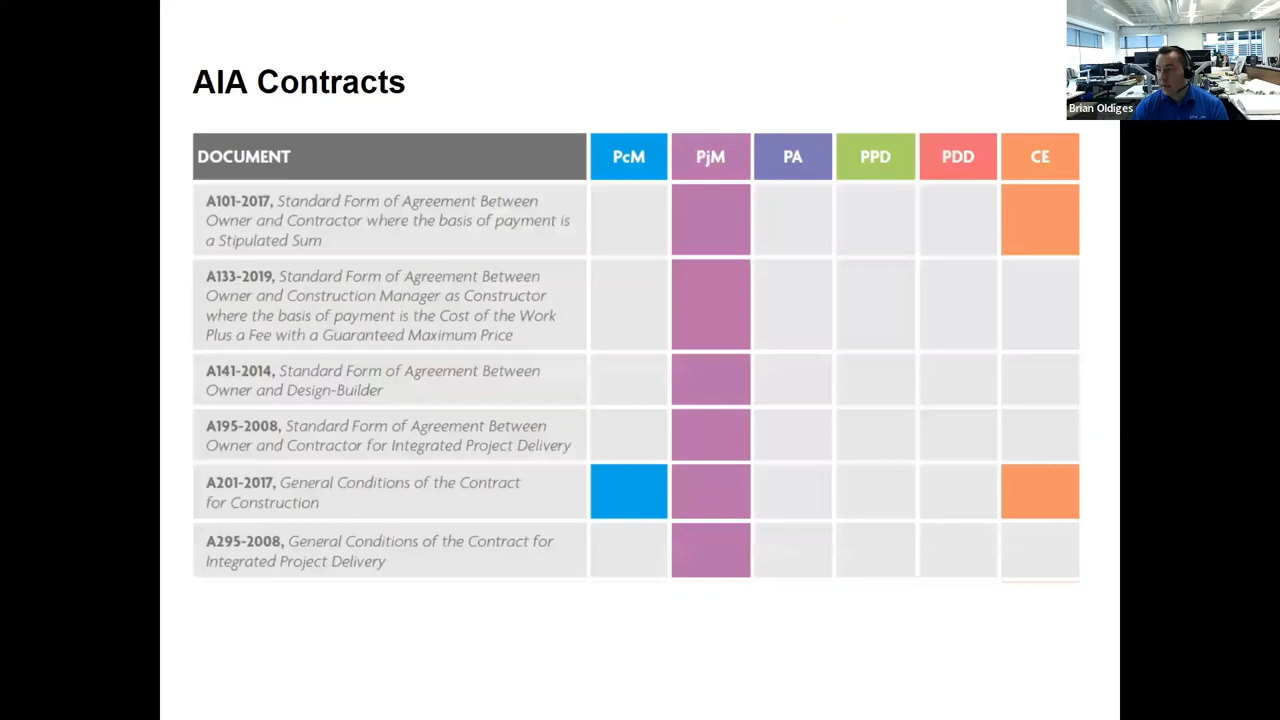 AIA Contracts
Brian Oldiges
DOCUMENT PcM PjM PA PPD PDD CE
A101-2017, Standard Form of Agreement Between
Owner and Contractor where the basis of payment is
a Stipulated Sum
A133-2019, Standard Form of Agreement Between
Owner and Construction Manager as Constructor
where the basis of payment is the Cost of the Work
Plus a Fee with a Guaranteed Maximum Price
A141-2014, Standard Form of Agreement Between
Owner and Design-Builder
A195-2008, Standard Form of Agreement Between
Owner and Contractor for Integrated Project Delivery
A201-2017, General Conditions of the Contract
for Construction
A295-2008, General Conditions of the Contract for
Integrated Project Delivery